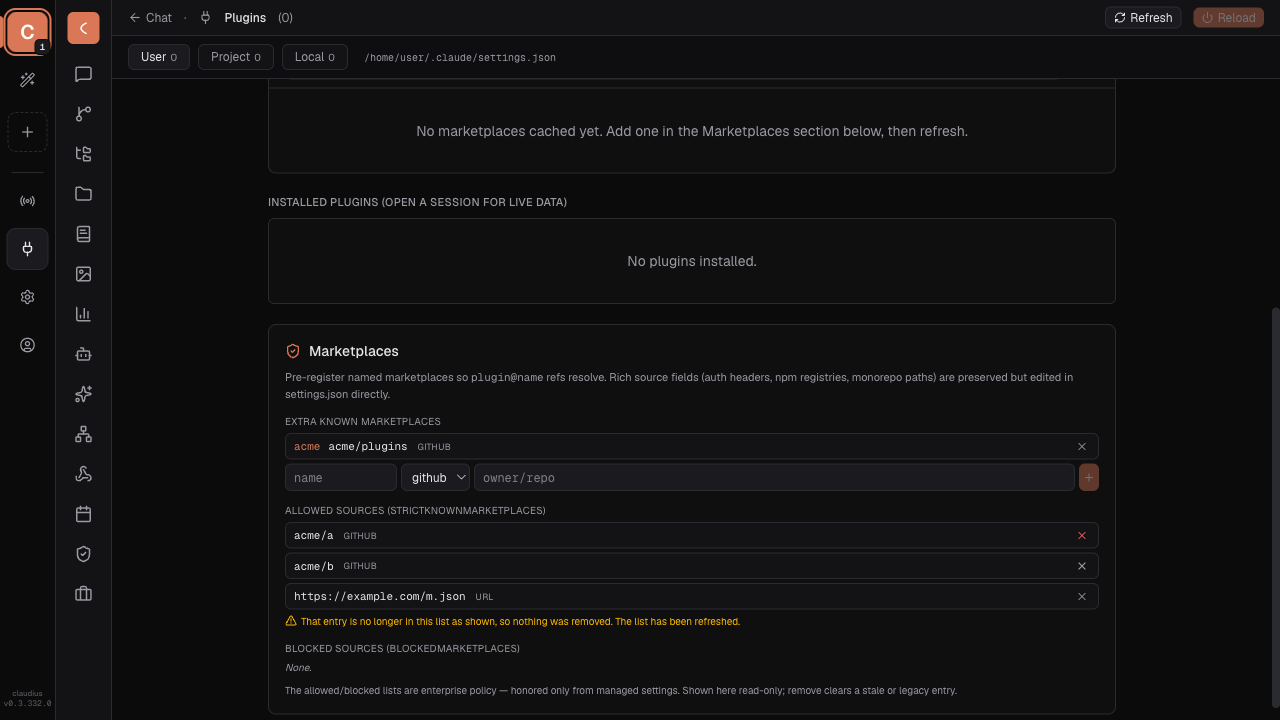 C
1
← Chat · Plugins (0)
Refresh
Reload
User 0
Project 0
Local 0
/home/user/.claude/settings.json
No marketplaces cached yet. Add one in the Marketplaces section below, then refresh.
INSTALLED PLUGINS (OPEN A SESSION FOR LIVE DATA)
No plugins installed.
Marketplaces
Pre-register named marketplaces so plugin@name refs resolve. Rich source fields (auth headers, npm registries, monorepo paths) are preserved but edited in
settings.json directly.
EXTRA KNOWN MARKETPLACES
acme acme/plugins GITHUB
name github owner/repo
ALLOWED SOURCES (STRICTKNOWNMARKETPLACES)
acme/a GITHUB
acme/b GITHUB
https://example.com/m.json URL
That entry is no longer in this list as shown, so nothing was removed. The list has been refreshed.
BLOCKED SOURCES (BLOCKEDMARKETPLACES)
None.
The allowed/blocked lists are enterprise policy — honored only from managed settings. Shown here read-only; remove clears a stale or legacy entry.
claudius
v0.3.332.0